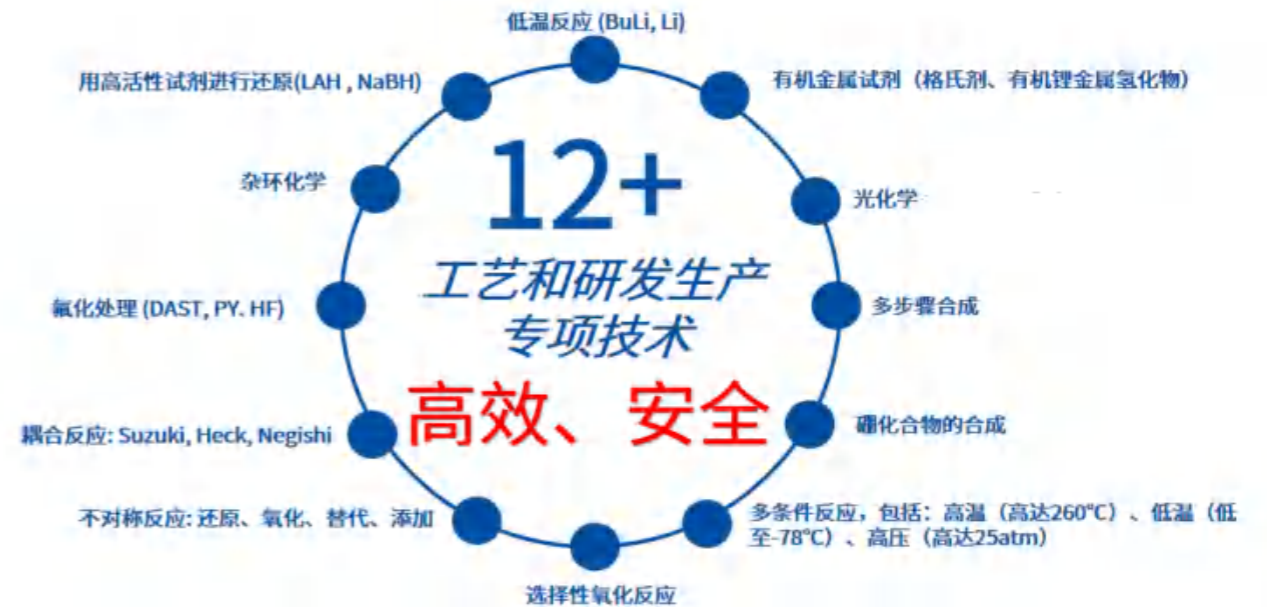 低温反应 (BuLi, Li)
有机金属试剂（格氏剂、有机锂金属氢化物）
光化学
多步骤合成
硼化合物的合成
多条件反应，包括：高温（高达260℃）、低温（低
至-78℃）、高压（高达25atm）
选择性氧化反应
不对称反应: 还原、氧化、替代、添加
耦合反应: Suzuki, Heck, Negishi
氟化处理 (DAST, PY. HF)
杂环化学
用高活性试剂进行还原(LAH , NaBH)
12+
工艺和研发生产
专项技术
高效、安全